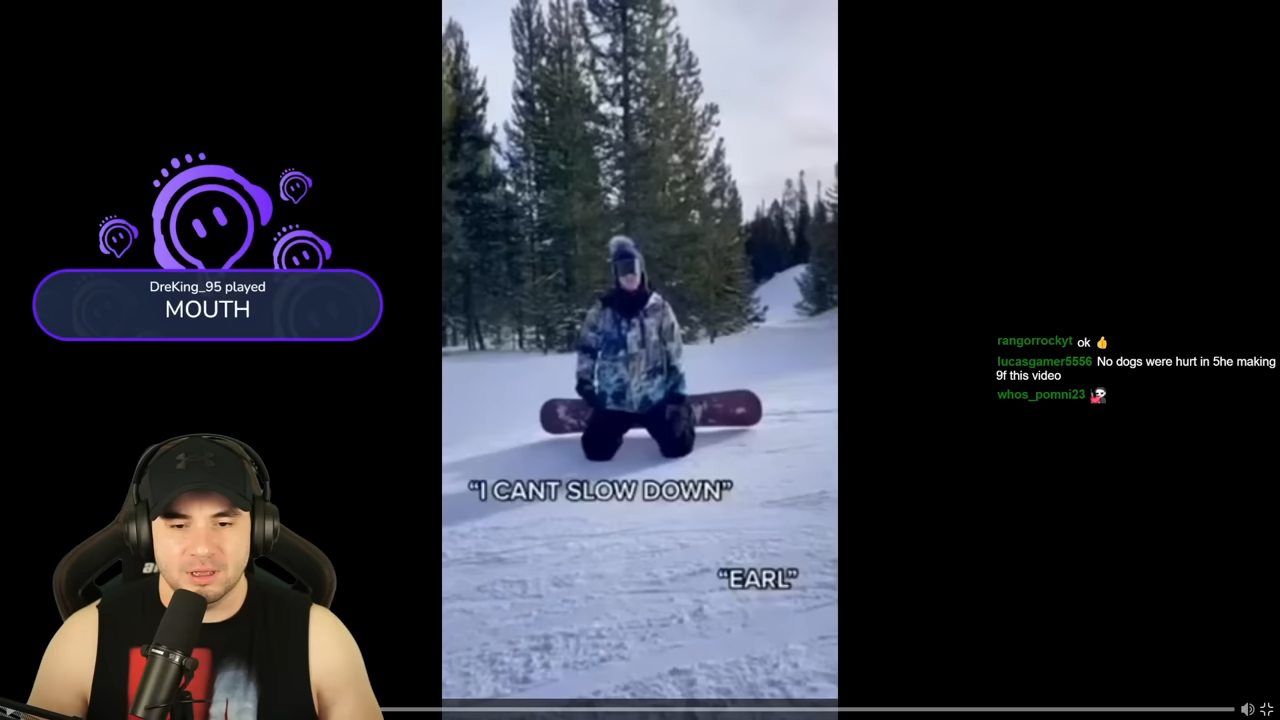 DreKing_95 played
MOUTH
"I CANT SLOW DOWN"
"EARL"
rangorrockyt ok 👍
lucasgamer5556 No dogs were hurt in 5he making
9f this video
whos_pomni23